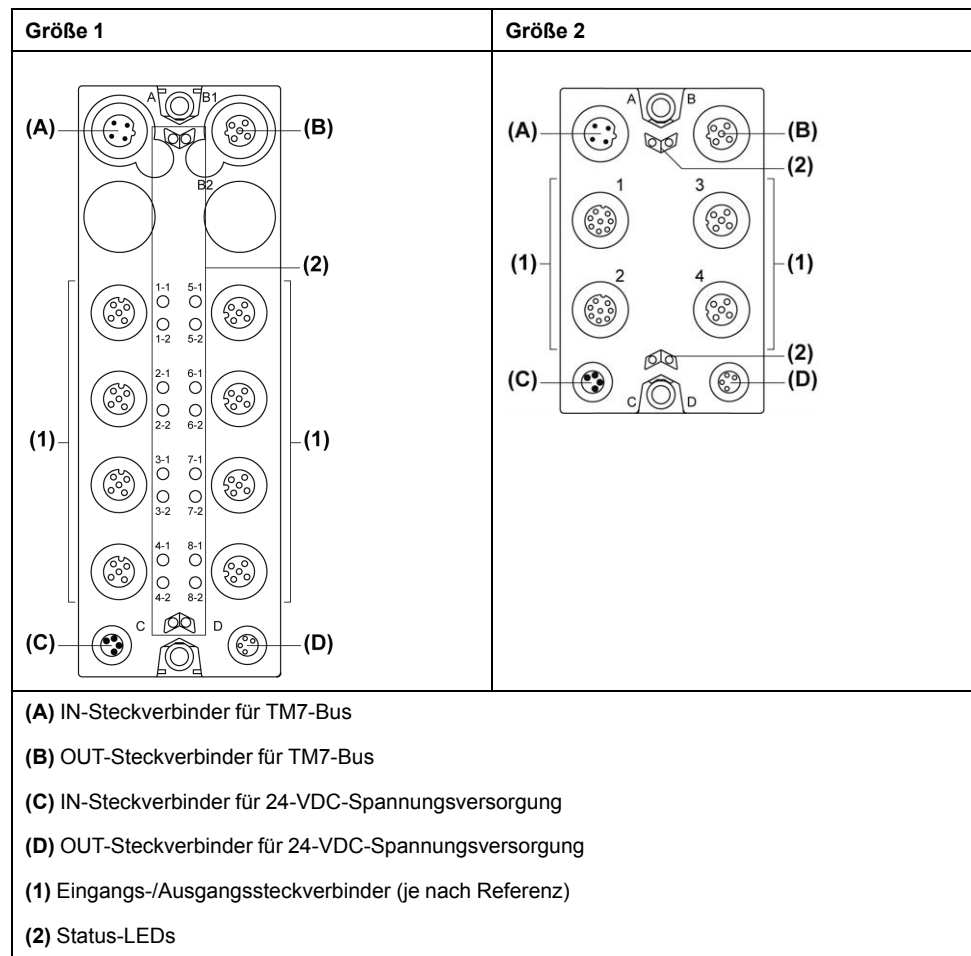 Größe 1
Größe 2
A B1
(A) (B)
B2
(2)
1-1 5-1
1-2 5-2
2-1 6-1
2-2 6-2
(1) (1)
3-1 7-1
3-2 7-2
4-1 8-1
4-2 8-2
C D
(C) (D)
A B
(A) (B)
(2)
1 3
(1) (1)
2 4
(2)
(C) (D)
C D
(A) IN-Steckverbinder für TM7-Bus
(B) OUT-Steckverbinder für TM7-Bus
(C) IN-Steckverbinder für 24-VDC-Spannungsversorgung
(D) OUT-Steckverbinder für 24-VDC-Spannungsversorgung
(1) Eingangs-/Ausgangssteckverbinder (je nach Referenz)
(2) Status-LEDs